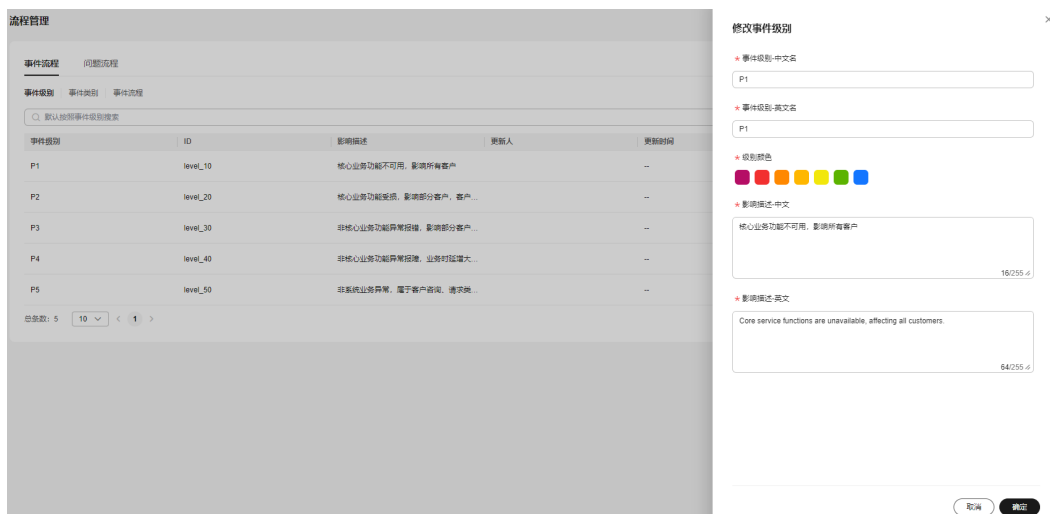 流程管理
事件流程 问题流程
事件级别 事件类别 事件流程
默认按照事件级别搜索
事件级别 ID 影响描述 更新人 更新时间
P1 level_10 核心业务功能不可用，影响所有客户 --
P2 level_20 核心业务功能受损，影响部分客户，客户... --
P3 level_30 非核心业务功能异常报错，影响部分客户... --
P4 level_40 非核心业务功能异常报障，业务时延增大... --
P5 level_50 非系统业务异常，属于客户咨询、请求类... --
总条数：5 10 < 1 >
修改事件级别
* 事件级别-中文名
P1
* 事件级别-英文名
P1
* 级别颜色
* 影响描述-中文
核心业务功能不可用，影响所有客户
16/255
* 影响描述-英文
Core service functions are unavailable, affecting all customers.
64/255
取消 确定